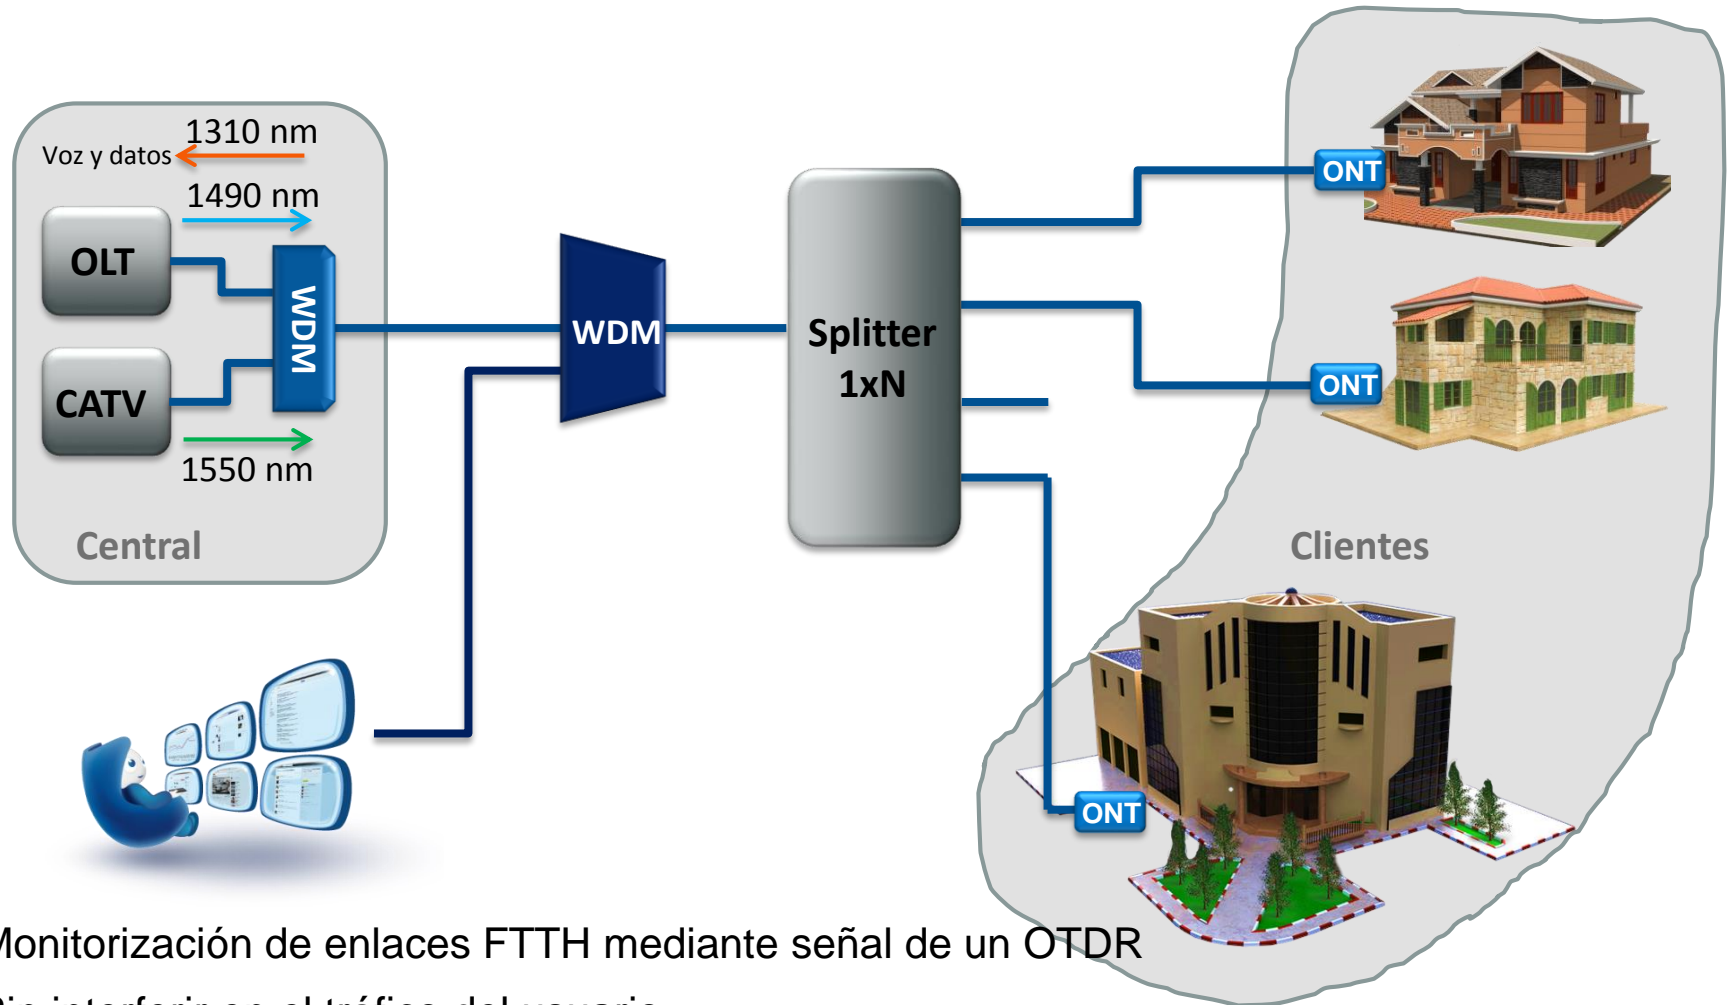 1310 nm
Voz y datos
1490 nm
OLT
WDM
CATV
1550 nm
Central
WDM
Splitter
1xN
ONT
ONT
Clientes
ONT
Monitorización de enlaces FTTH mediante señal de un OTDR